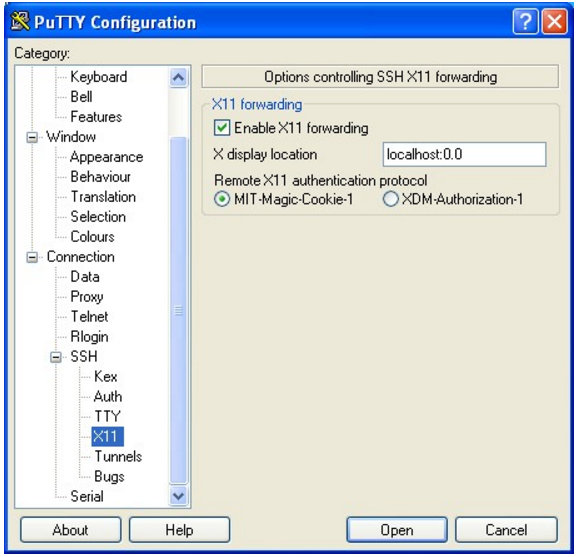 PuTTY Configuration
Category:
Keyboard
Bell
Features
Window
Appearance
Behaviour
Translation
Selection
Colours
Connection
Data
Proxy
Telnet
Rlogin
SSH
Kex
Auth
TTY
X11
Tunnels
Bugs
Serial
Options controlling SSH X11 forwarding
X11 forwarding
Enable X11 forwarding
X display location localhost:0.0
Remote X11 authentication protocol
MIT-Magic-Cookie-1 XDM-Authorization-1
About Help Open Cancel